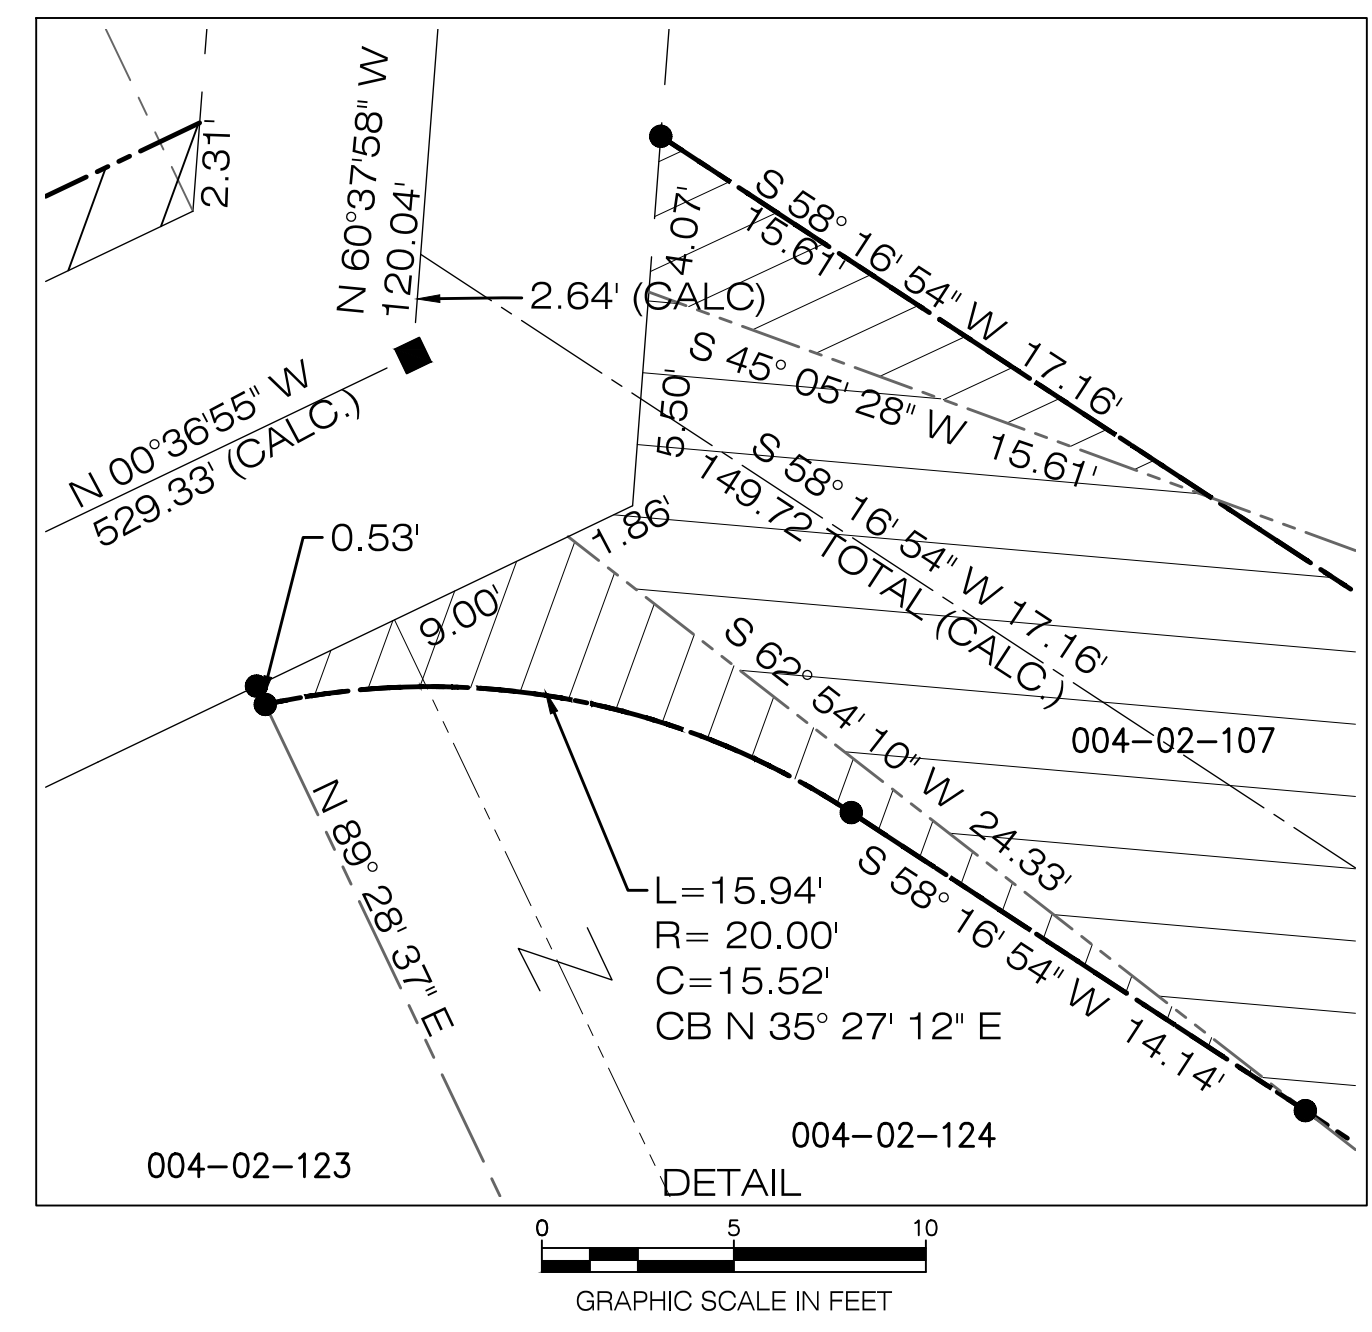 2.31'
N 60°37'58" W
120.04'
S 58° 16' 54" W 17.16'
15.61'
4.07'
2.64' (CALC)
S 45° 05' 28" W 15.61'
5.50'
N 00°36'55" W
529.33' (CALC.)
S 58° 16' 54" W 17.16'
149.72 TOTAL (CALC.)
0.53'
1.86'
9.00'
S 62° 54' 10" W 24.33'
004-02-107
N 89° 28' 37" E
S 58° 16' 54" W 14.14'
L=15.94'
R= 20.00'
C=15.52'
CB N 35° 27' 12" E
004-02-124
004-02-123
DETAIL
0 5 10
GRAPHIC SCALE IN FEET